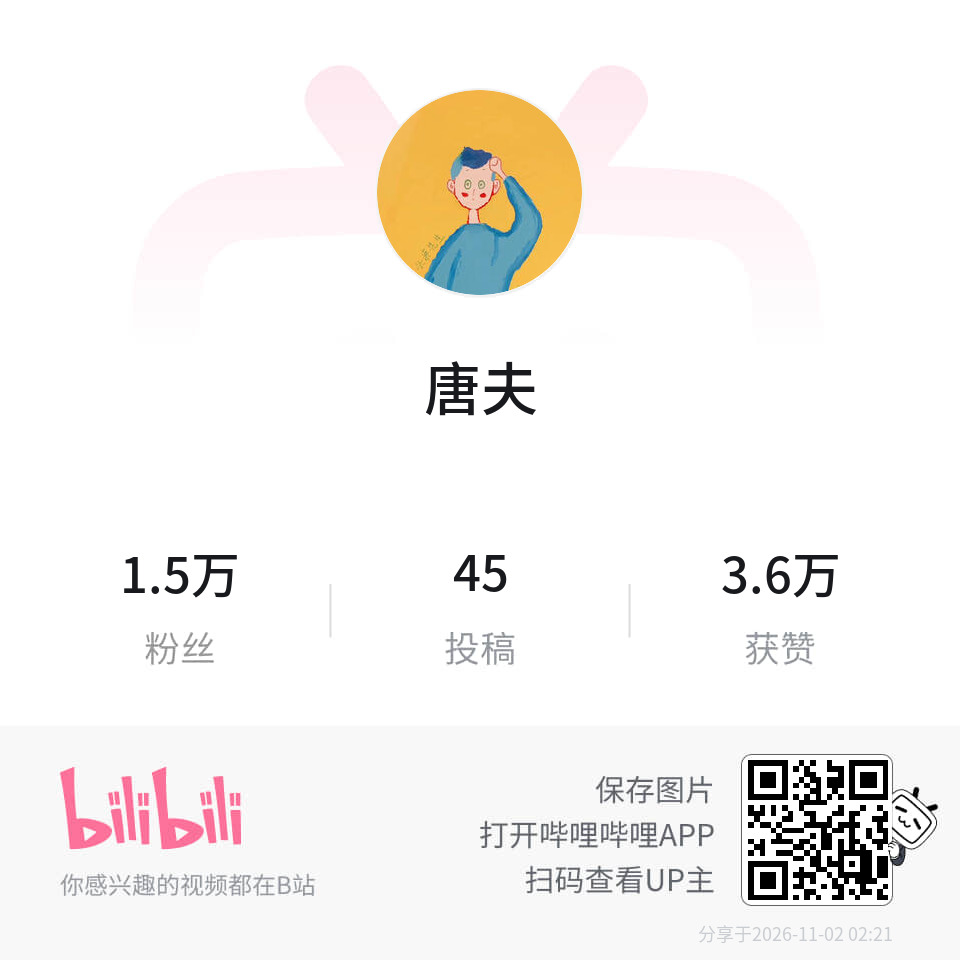 唐夫
1.5万
45
3.6万
粉丝
投稿
获赞
bilibili
你感兴趣的视频都在B站
保存图片
打开哔哩哔哩APP
扫码查看UP主
分享于2026-11-02 02:21